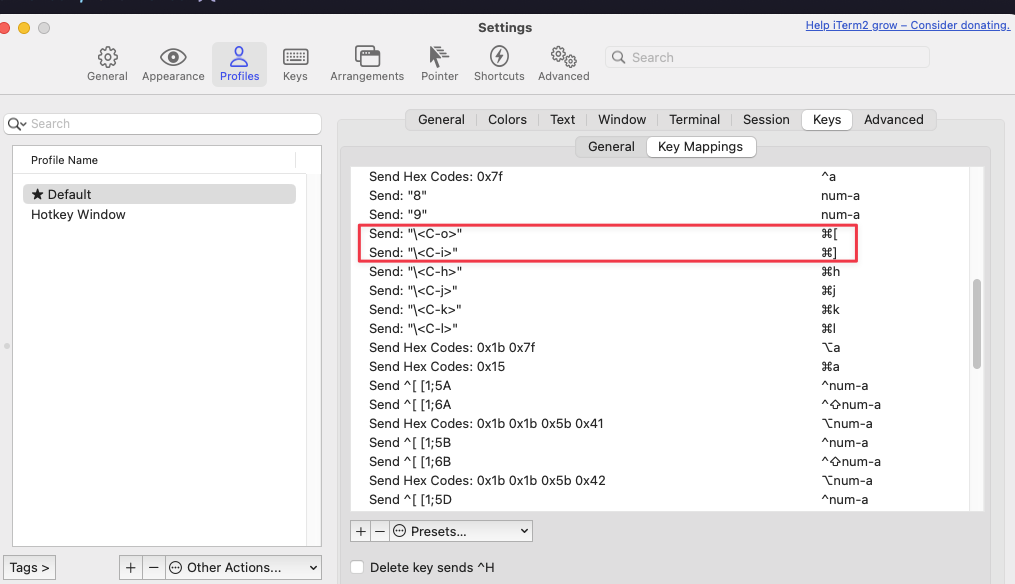 Settings
Help iTerm2 grow – Consider donating.
General
Appearance
Profiles
Keys
Arrangements
Pointer
Shortcuts
Advanced
Search
Search
Profile Name
★ Default
Hotkey Window
Tags >
+
−
Other Actions...
General
Colors
Text
Window
Terminal
Session
Keys
Advanced
General
Key Mappings
Send Hex Codes: 0x7f ^a
Send: "8" num-a
Send: "9" num-a
Send: "\<C-o>" ⌘[
Send: "\<C-i>" ⌘]
Send: "\<C-h>" ⌘h
Send: "\<C-j>" ⌘j
Send: "\<C-k>" ⌘k
Send: "\<C-l>" ⌘l
Send Hex Codes: 0x1b 0x7f ⌥a
Send Hex Codes: 0x15 ⌘a
Send ^[ [1;5A ^num-a
Send ^[ [1;6A ^⇧num-a
Send Hex Codes: 0x1b 0x1b 0x5b 0x41 ⌥num-a
Send ^[ [1;5B ^num-a
Send ^[ [1;6B ^⇧num-a
Send Hex Codes: 0x1b 0x1b 0x5b 0x42 ⌥num-a
Send ^[ [1;5D ^num-a
+
−
Presets...
Delete key sends ^H